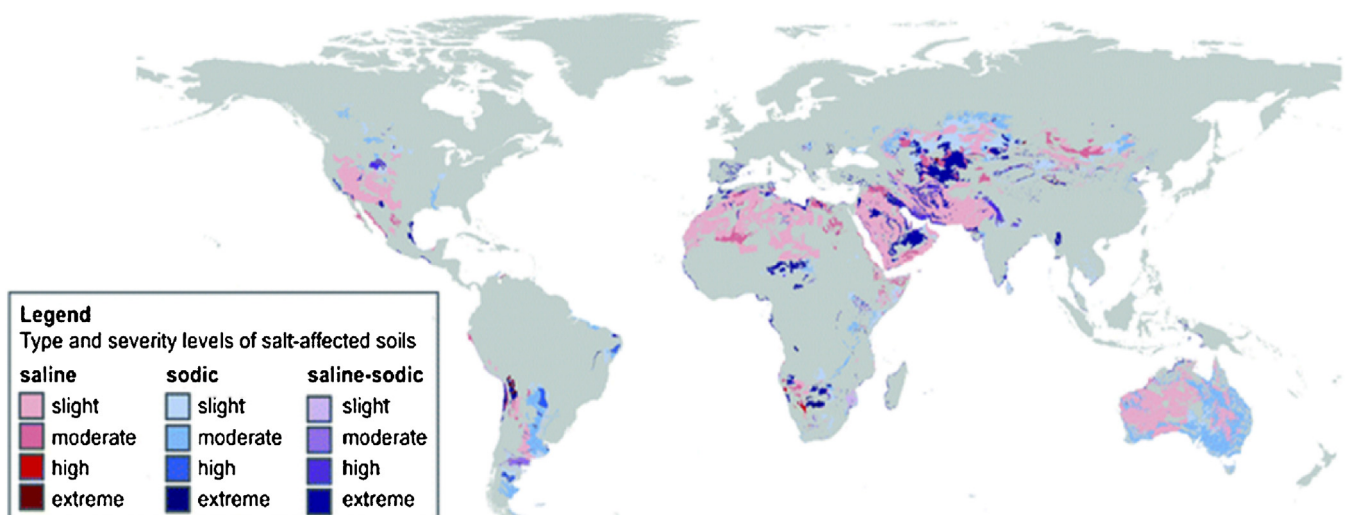 Legend
Type and severity levels of salt-affected soils
saline sodic saline-sodic
slight slight slight
moderate moderate moderate
high high high
extreme extreme extreme